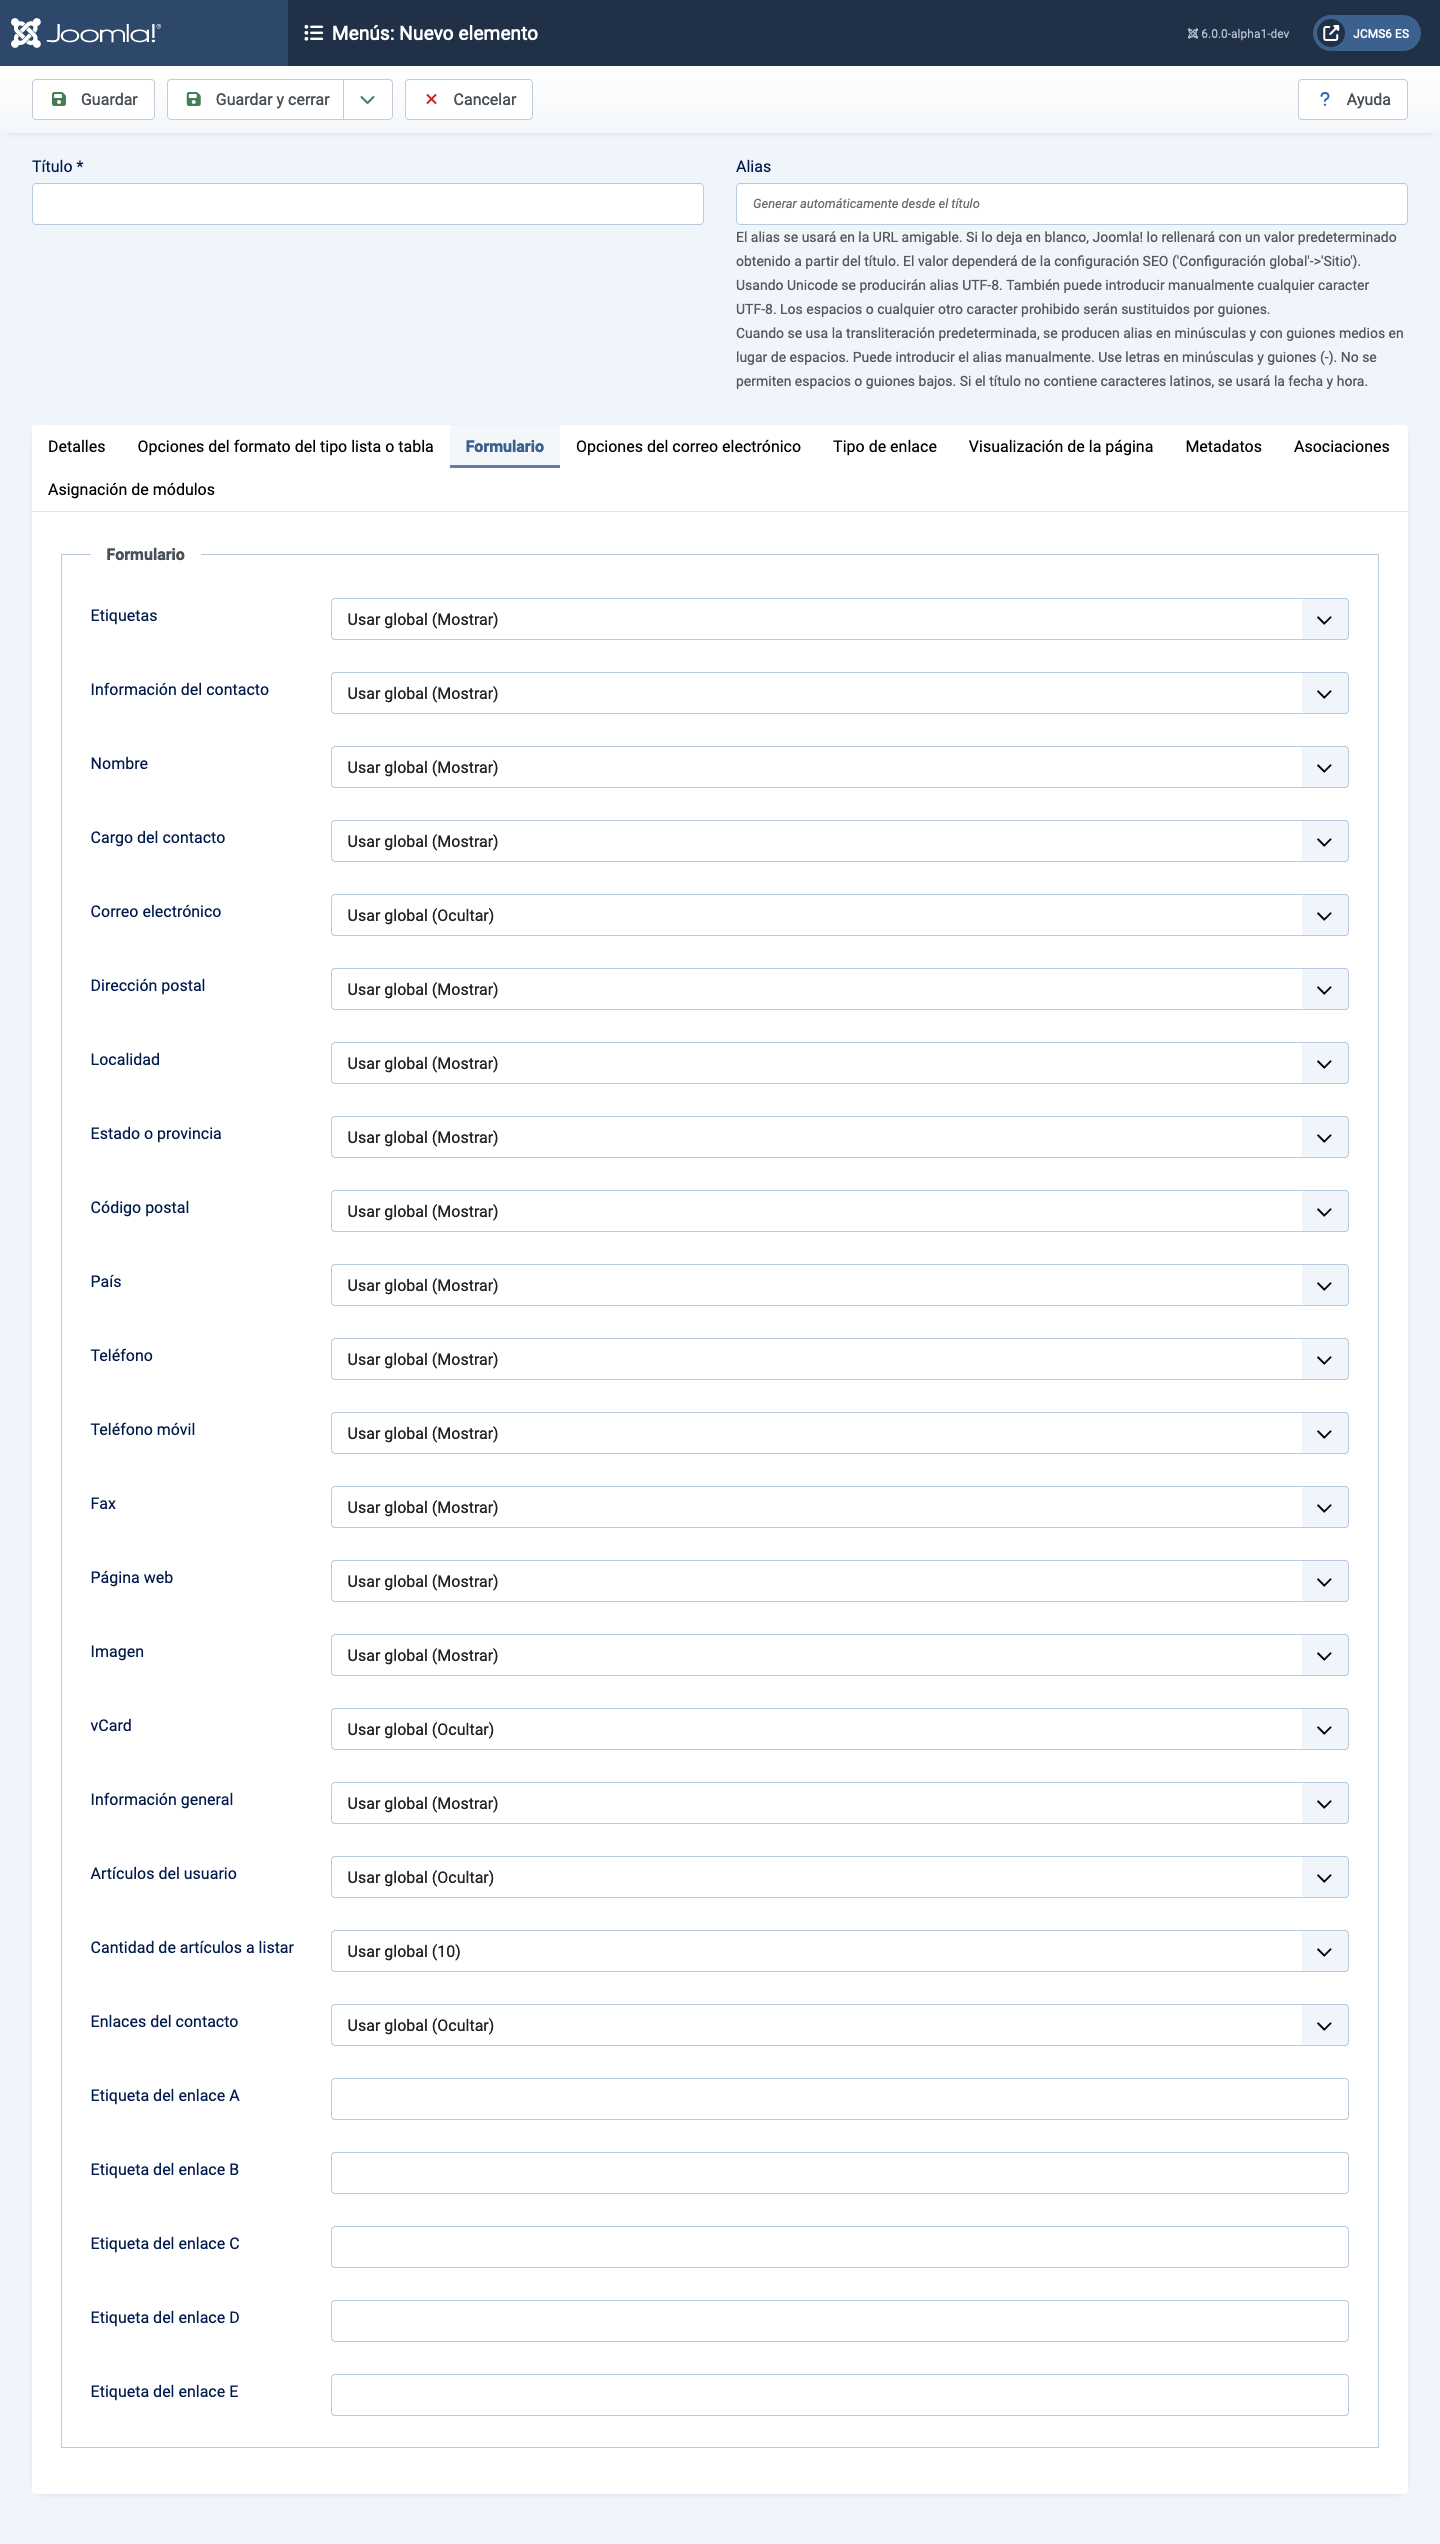 Joomla!
Menús: Nuevo elemento
6.0.0-alpha1-dev
JCMS6 ES
Guardar
Guardar y cerrar
Cancelar
? Ayuda
Título *
Alias
Generar automáticamente desde el título
El alias se usará en la URL amigable. Si lo deja en blanco, Joomla! lo rellenará con un valor predeterminado
obtenido a partir del título. El valor dependerá de la configuración SEO ('Configuración global'->'Sitio').
Usando Unicode se producirán alias UTF-8. También puede introducir manualmente cualquier caracter
UTF-8. Los espacios o cualquier otro caracter prohibido serán sustituidos por guiones.
Cuando se usa la transliteración predeterminada, se producen alias en minúsculas y con guiones medios en
lugar de espacios. Puede introducir el alias manualmente. Use letras en minúsculas y guiones (-). No se
permiten espacios o guiones bajos. Si el título no contiene caracteres latinos, se usará la fecha y hora.
Detalles
Opciones del formato del tipo lista o tabla
Formulario
Opciones del correo electrónico
Tipo de enlace
Visualización de la página
Metadatos
Asociaciones
Asignación de módulos
Formulario
Etiquetas
Usar global (Mostrar)
Información del contacto
Usar global (Mostrar)
Nombre
Usar global (Mostrar)
Cargo del contacto
Usar global (Mostrar)
Correo electrónico
Usar global (Ocultar)
Dirección postal
Usar global (Mostrar)
Localidad
Usar global (Mostrar)
Estado o provincia
Usar global (Mostrar)
Código postal
Usar global (Mostrar)
País
Usar global (Mostrar)
Teléfono
Usar global (Mostrar)
Teléfono móvil
Usar global (Mostrar)
Fax
Usar global (Mostrar)
Página web
Usar global (Mostrar)
Imagen
Usar global (Mostrar)
vCard
Usar global (Ocultar)
Información general
Usar global (Mostrar)
Artículos del usuario
Usar global (Ocultar)
Cantidad de artículos a listar
Usar global (10)
Enlaces del contacto
Usar global (Ocultar)
Etiqueta del enlace A
Etiqueta del enlace B
Etiqueta del enlace C
Etiqueta del enlace D
Etiqueta del enlace E